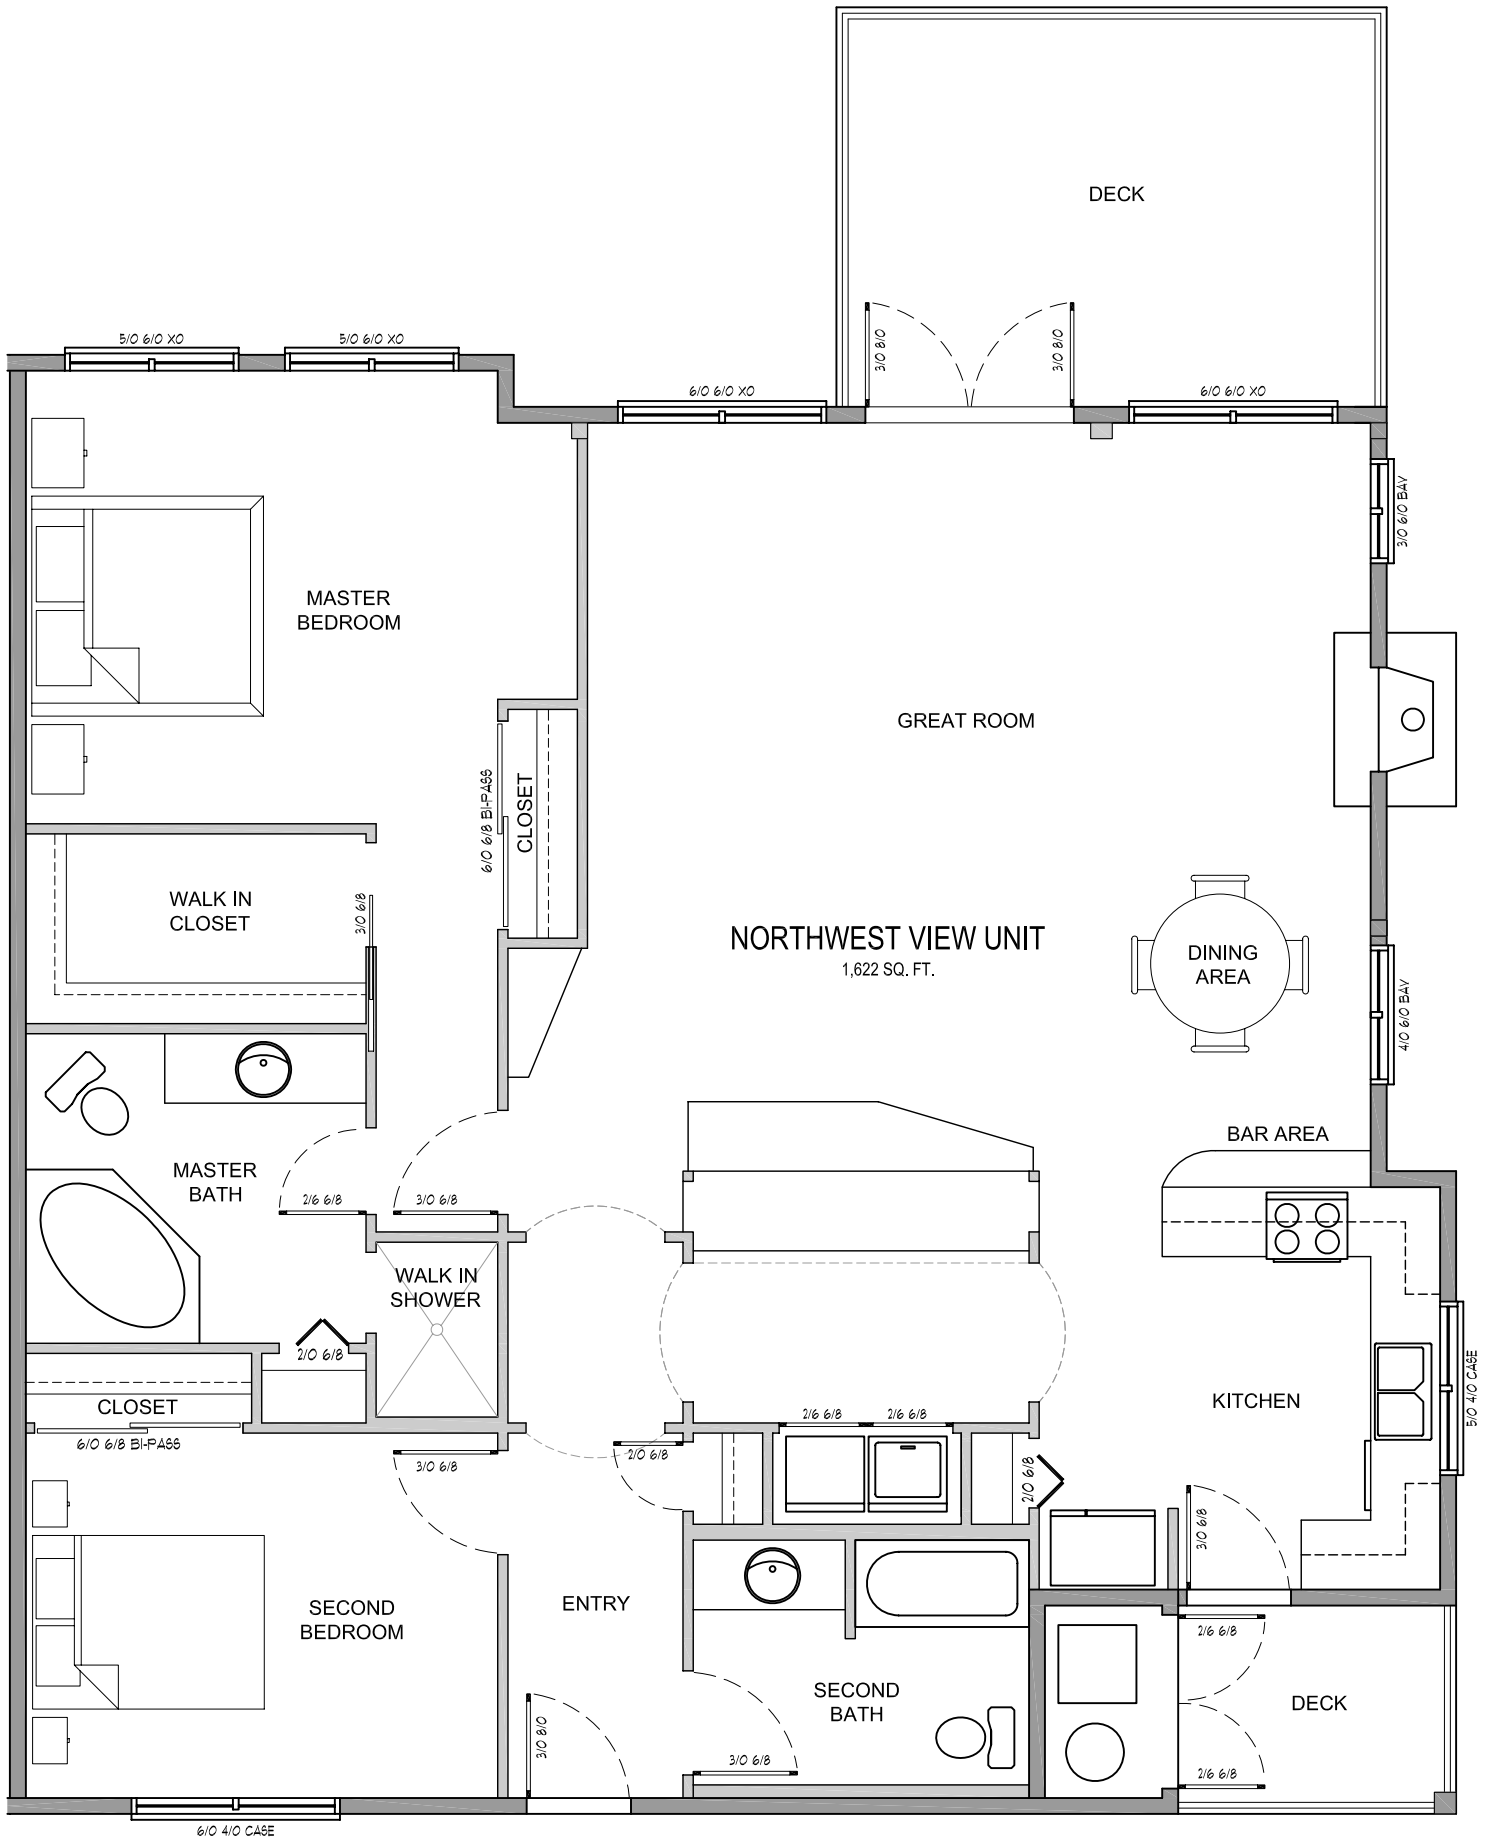 DECK
3/0 8/0
3/0 8/0
5/0 6/0 XO
5/0 6/0 XO
6/0 6/0 XO
6/0 6/0 XO
3/0 6/0 BAY
MASTER
BEDROOM
GREAT ROOM
6/0 6/8 BI-PASS
CLOSET
WALK IN
CLOSET
3/0 6/8
NORTHWEST VIEW UNIT
1,622 SQ. FT.
DINING
AREA
4/0 6/0 BAY
BAR AREA
MASTER
BATH
2/6 6/8
3/0 6/8
WALK IN
SHOWER
2/0 6/8
CLOSET
6/0 6/8 BI-PASS
KITCHEN
5/0 4/0 CASE
3/0 6/8
2/0 6/8
2/6 6/8
2/6 6/8
2/0 6/8
3/0 6/8
SECOND
BEDROOM
ENTRY
2/6 6/8
SECOND
BATH
DECK
3/0 8/0
3/0 6/8
2/6 6/8
6/0 4/0 CASE